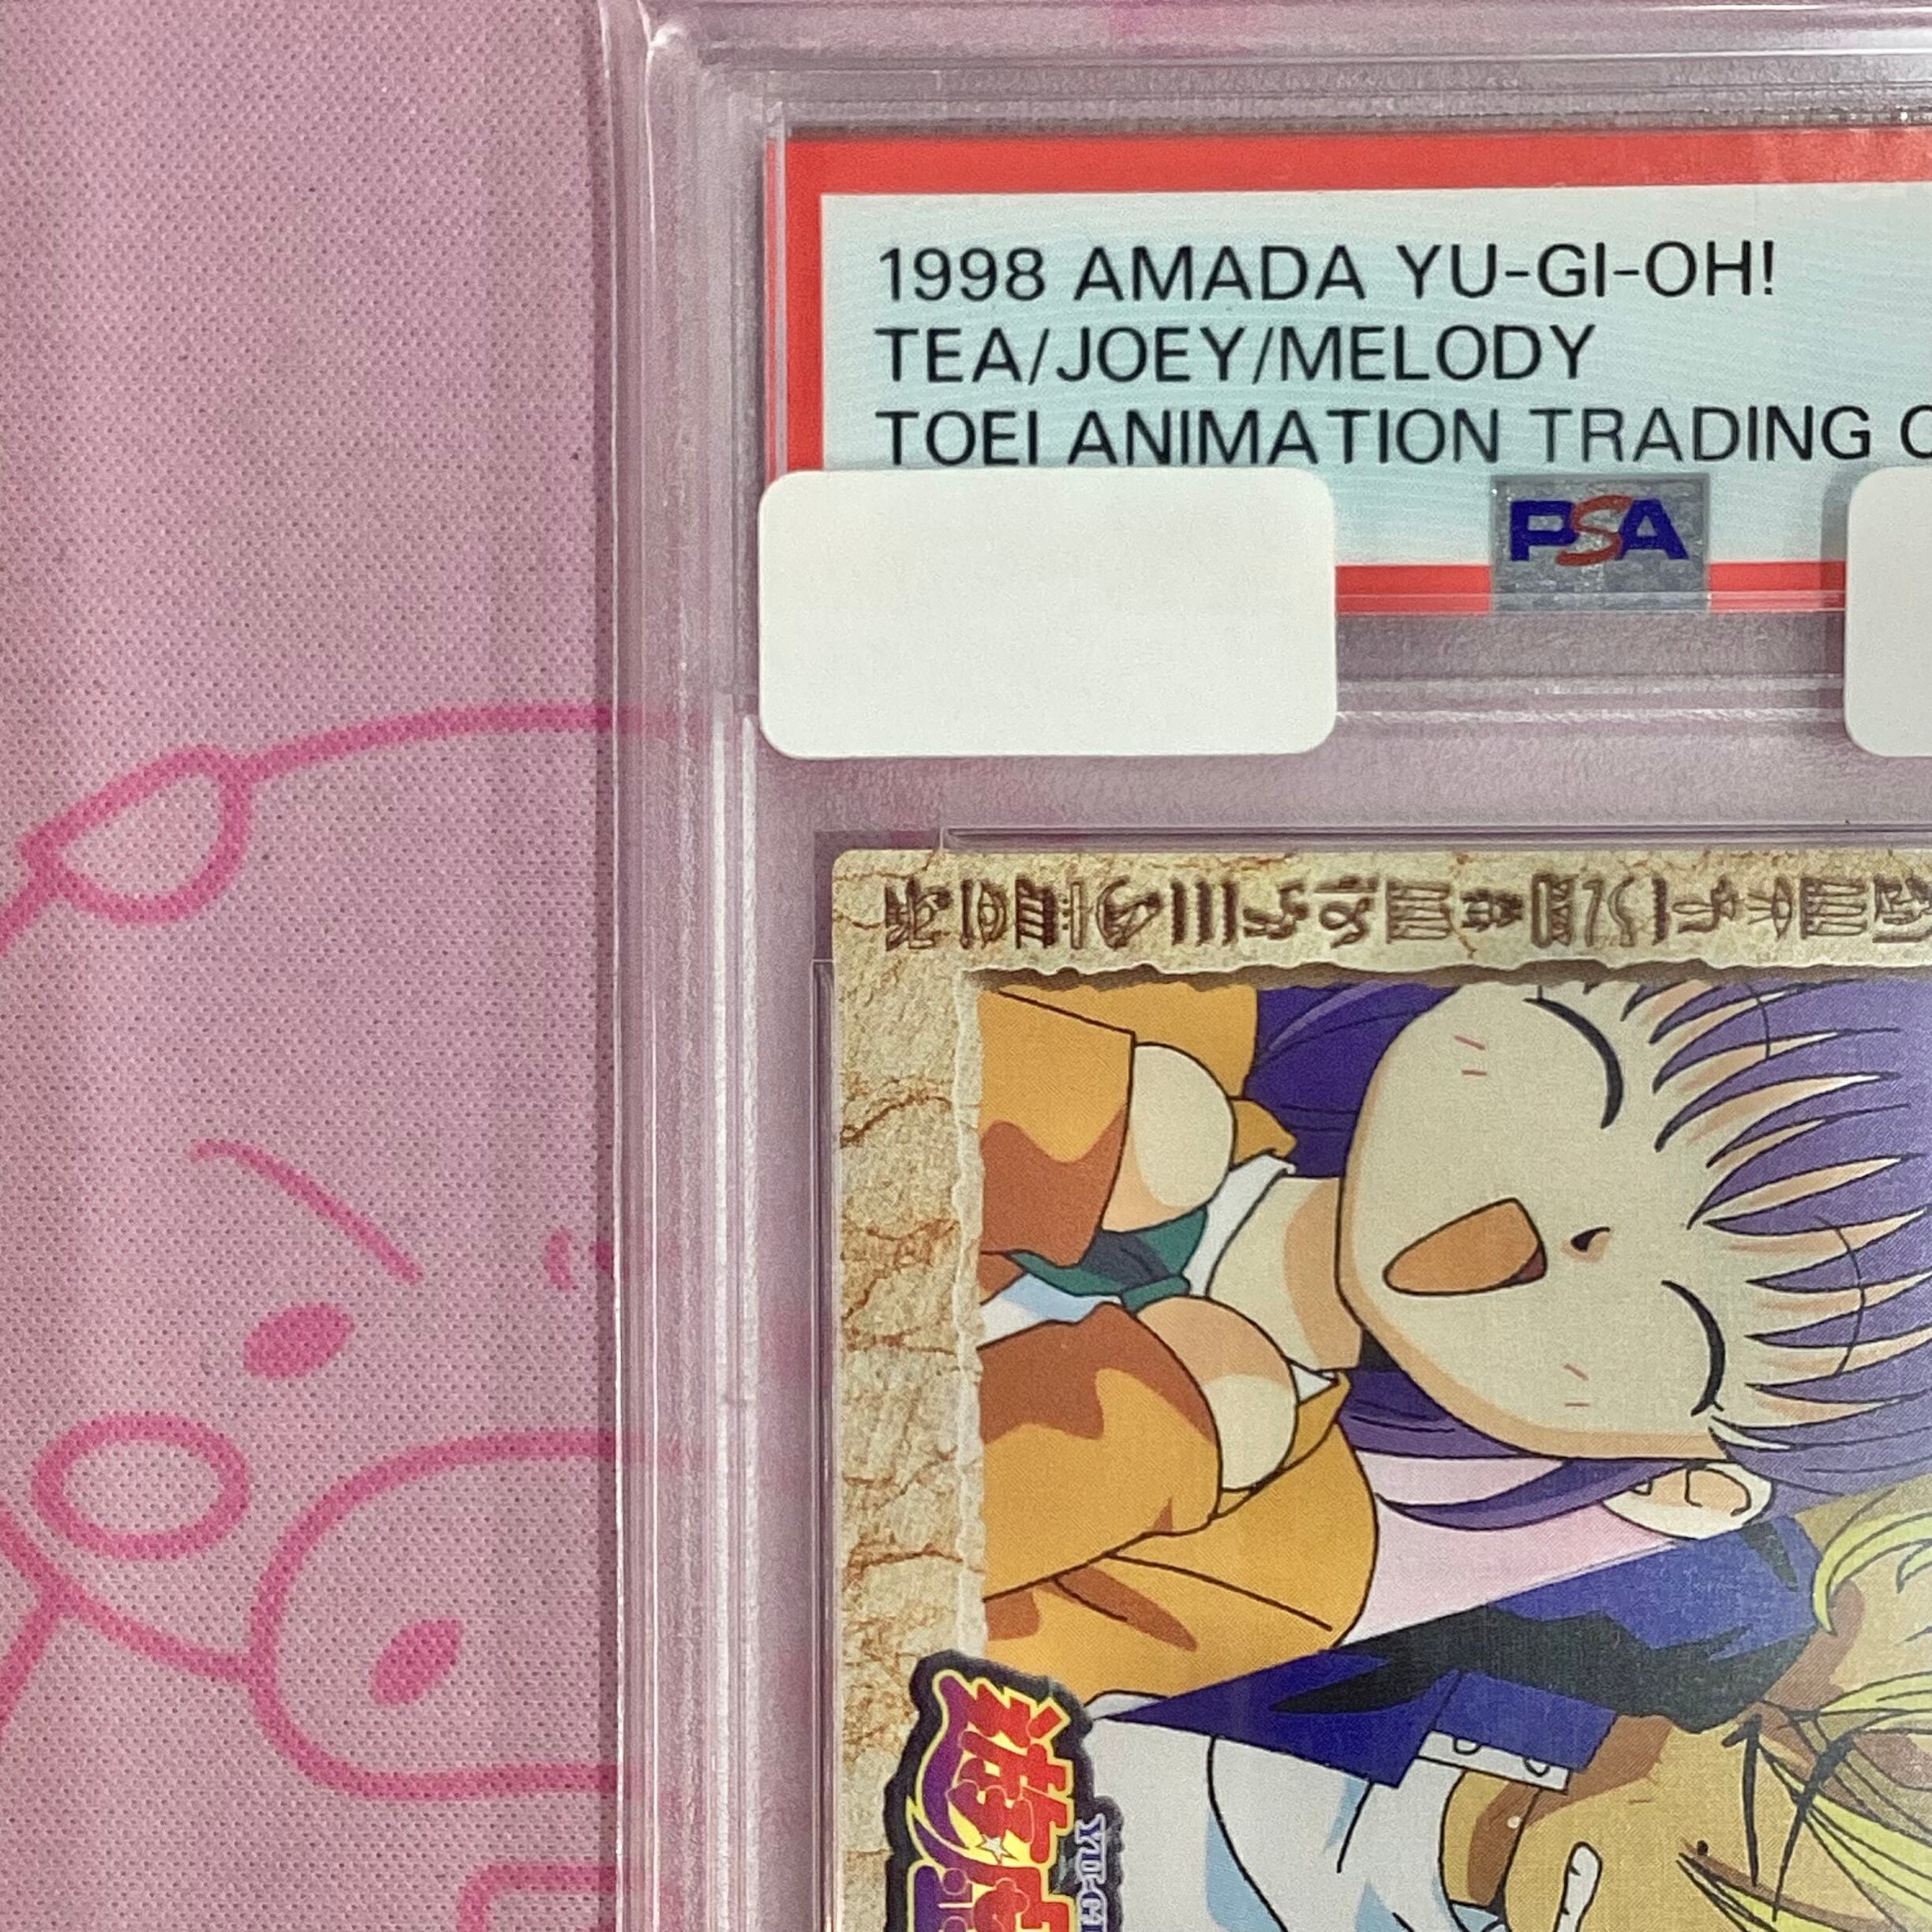 1998 AMADA YU-GI-OH!
TEA/JOEY/MELODY
TOEI ANIMATION TRADING
PSA